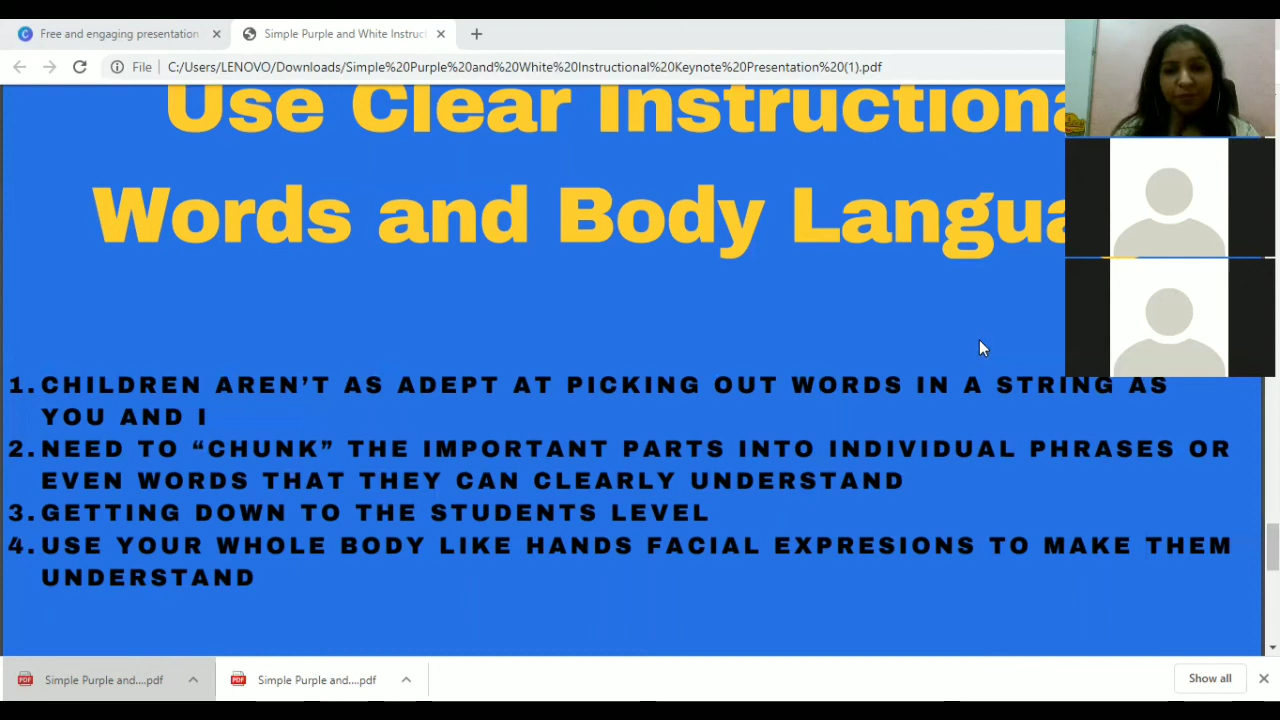 Free and engaging presentation
Simple Purple and White Instruc
File
C:/Users/LENOVO/Downloads/Simple%20Purple%20and%20White%20Instructional%20Keynote%20Presentation%20(1).pdf
Use Clear Instructiona
Words and Body Langua
1. CHILDREN AREN’T AS ADEPT AT PICKING OUT WORDS IN A STRING AS
YOU AND I
2. NEED TO “CHUNK” THE IMPORTANT PARTS INTO INDIVIDUAL PHRASES OR
EVEN WORDS THAT THEY CAN CLEARLY UNDERSTAND
3. GETTING DOWN TO THE STUDENTS LEVEL
4. USE YOUR WHOLE BODY LIKE HANDS FACIAL EXPRESIONS TO MAKE THEM
UNDERSTAND
PDF Simple Purple and....pdf
PDF Simple Purple and....pdf
Show all